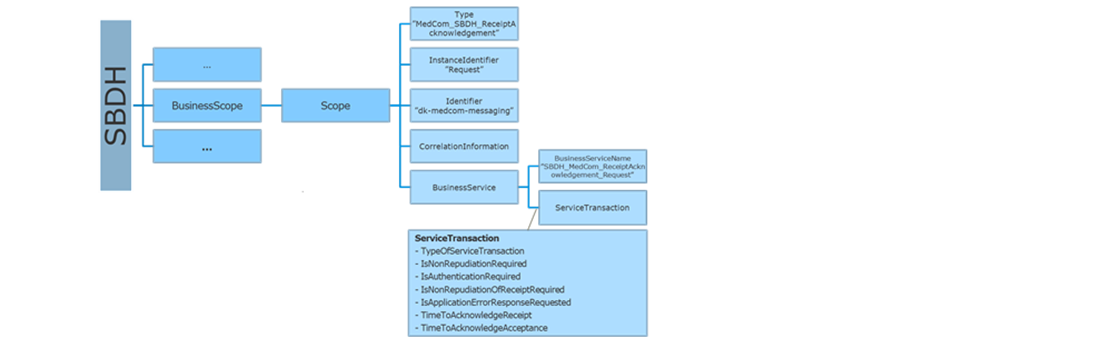 SBDH
...
BusinessScope
...
Scope
Type
"MedCom_SBDH_ReceiptA
cknowledgement"
InstanceIdentifier
"Request"
Identifier
"dk-medcom-messaging"
CorrelationInformation
BusinessService
BusinessServiceName
"SBDH_MedCom_ReceiptAckn
owledgement_Request"
ServiceTransaction
ServiceTransaction
- TypeOfServiceTransaction
- IsNonRepudiationRequired
- IsAuthenticationRequired
- IsNonRepudiationOfReceiptRequired
- IsApplicationErrorResponseRequested
- TimeToAcknowledgeReceipt
- TimeToAcknowledgeAcceptance